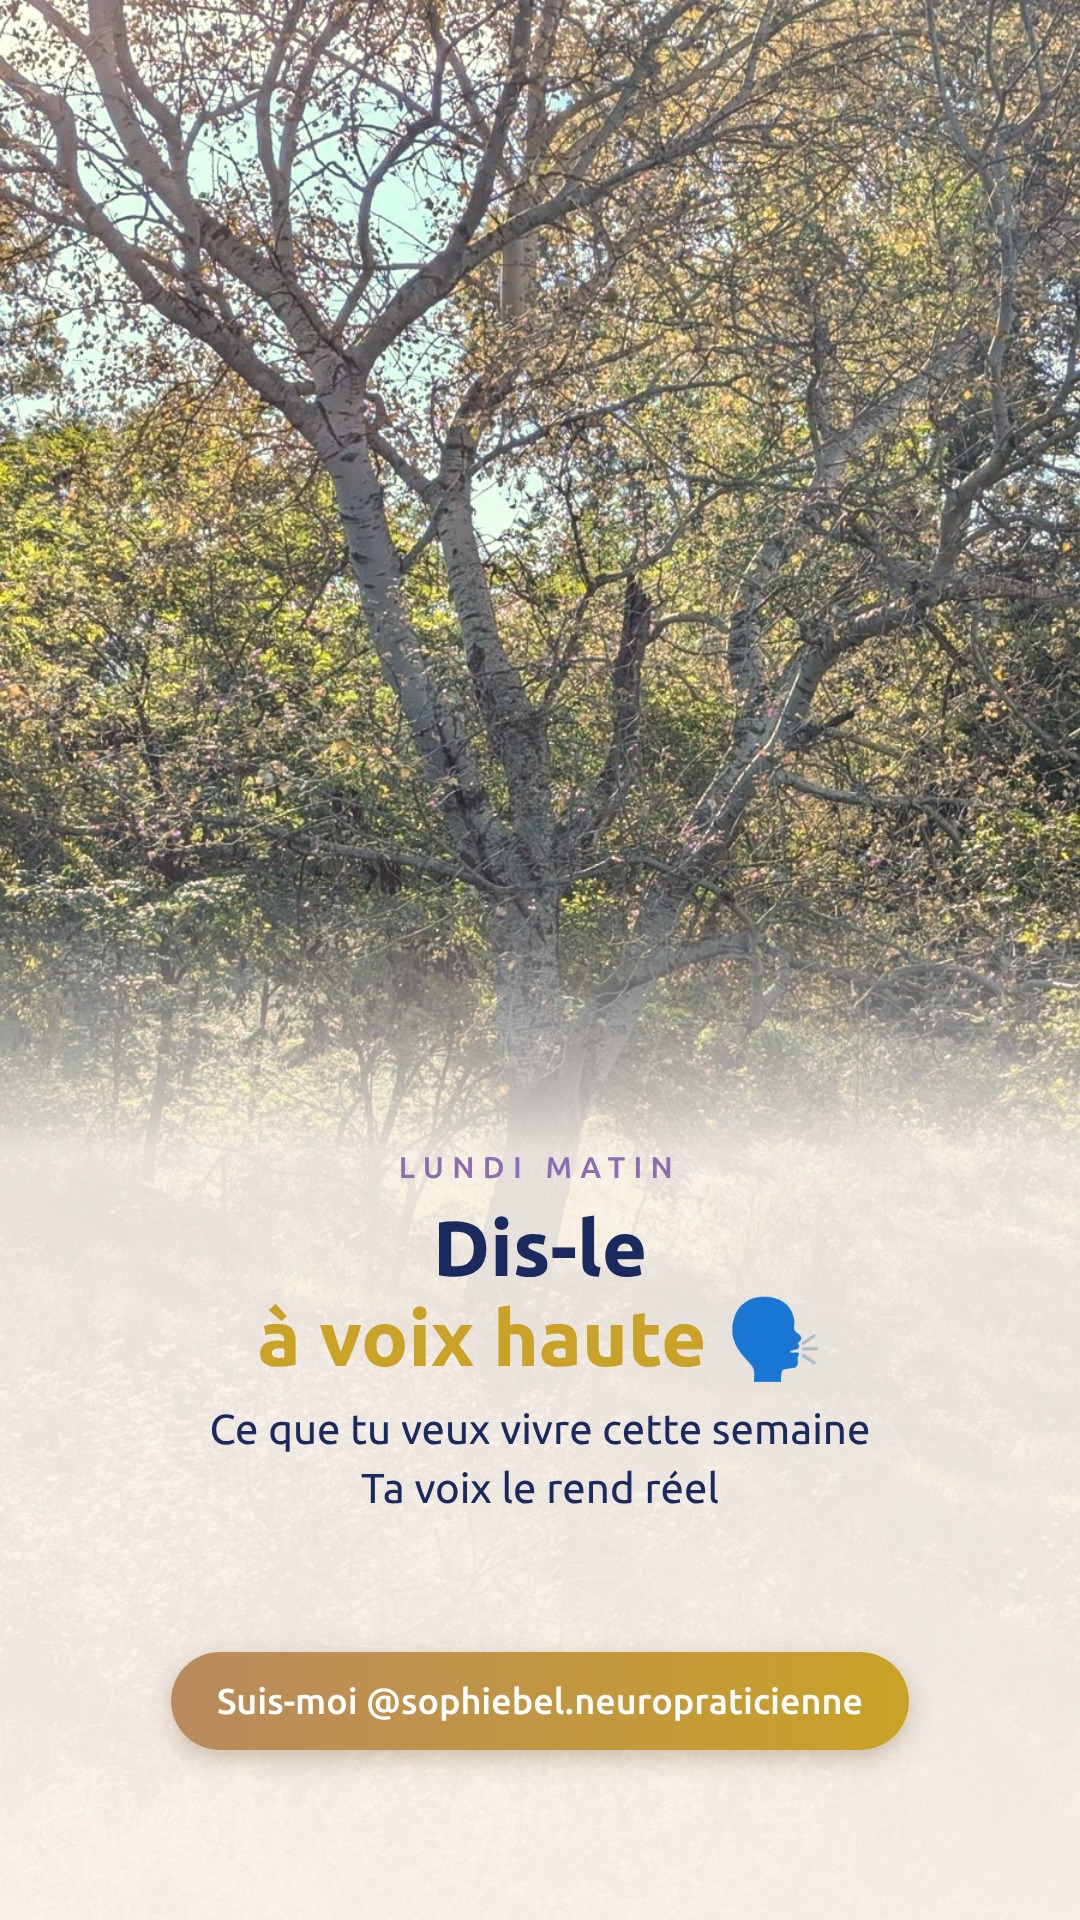 LUNDI MATIN
Dis-le
à voix haute 🗣️
Ce que tu veux vivre cette semaine
Ta voix le rend réel
Suis-moi @sophiebel.neuropraticienne